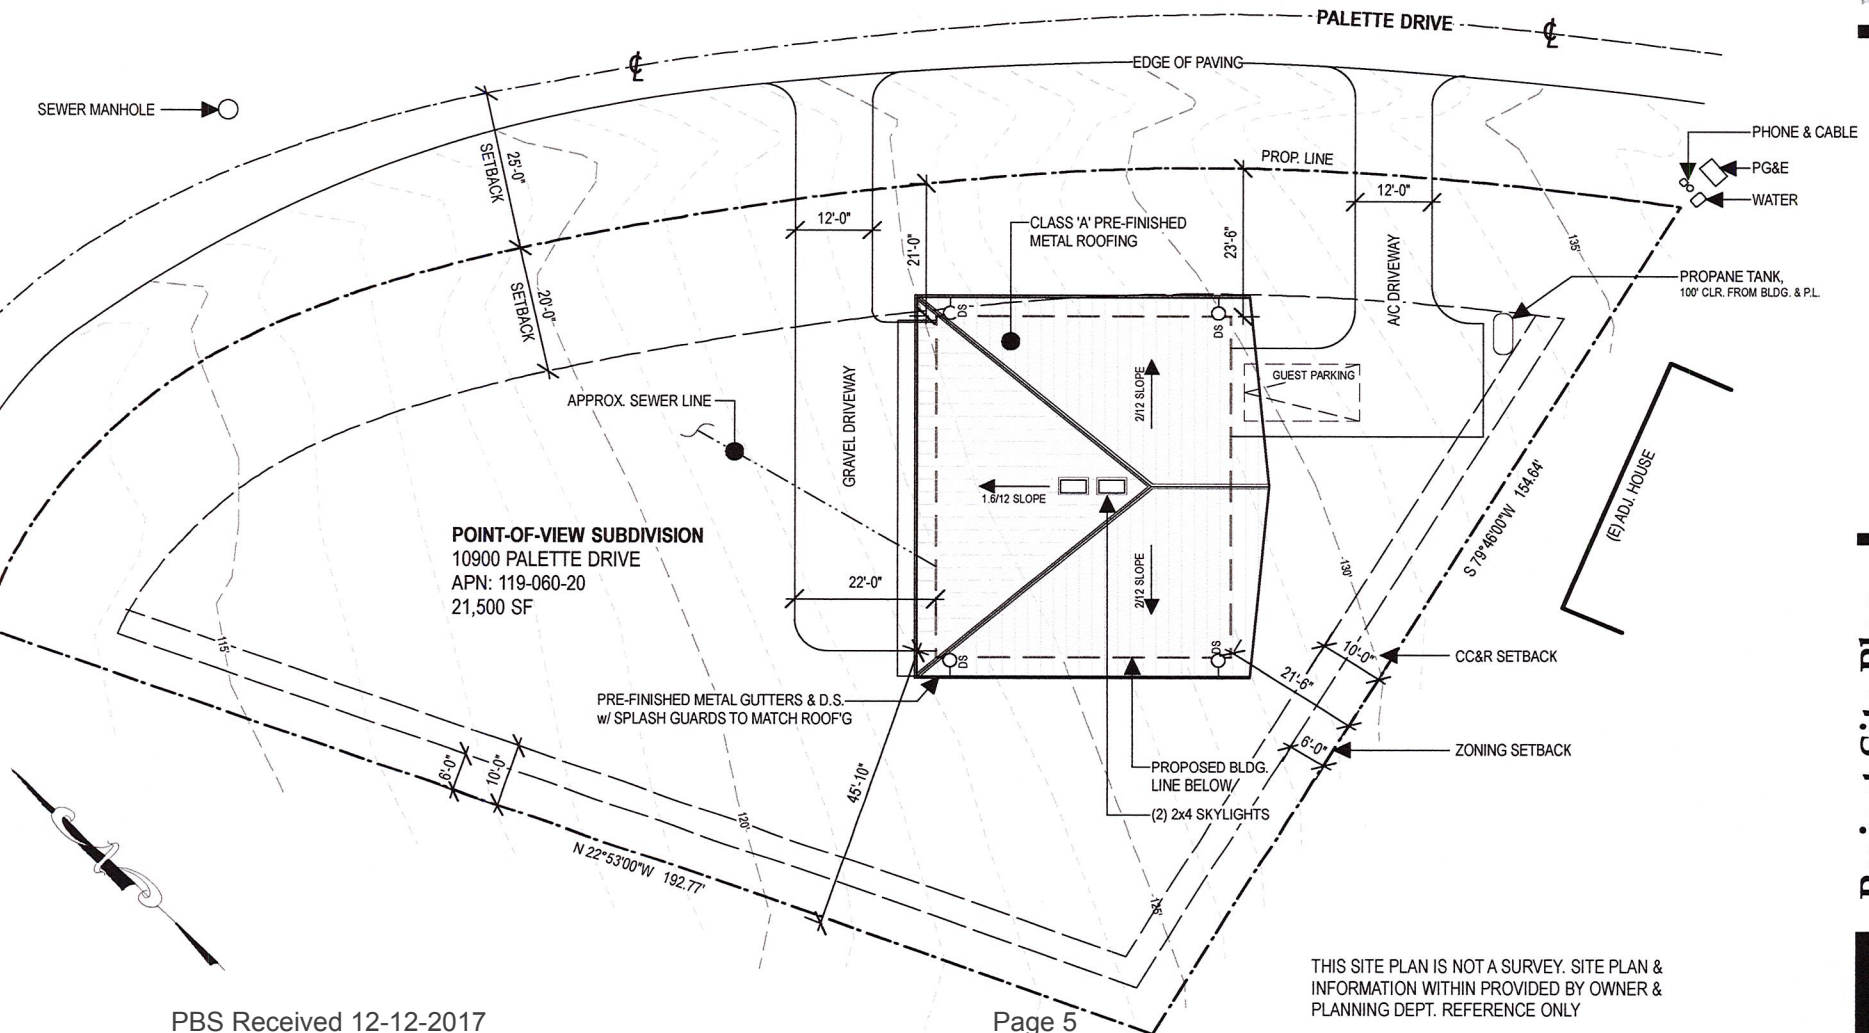 PALETTE DRIVE
℄
℄
EDGE OF PAVING
SEWER MANHOLE
PHONE & CABLE
PG&E
WATER
PROP. LINE
25'-0"
SETBACK
20'-0"
SETBACK
12'-0"
21'-0"
CLASS 'A' PRE-FINISHED
METAL ROOFING
23'-6"
12'-0"
A/C DRIVEWAY
135'
PROPANE TANK,
100' CLR. FROM BLDG. & P.L.
DS
DS
GUEST PARKING
2/12 SLOPE
APPROX. SEWER LINE
GRAVEL DRIVEWAY
1.6/12 SLOPE
(E) ADJ. HOUSE
S 79°46'00"W 154.64'
POINT-OF-VIEW SUBDIVISION
10900 PALETTE DRIVE
APN: 119-060-20
21,500 SF
22'-0"
2/12 SLOPE
130'
115'
DS
DS
10'-0"
CC&R SETBACK
21'-6"
PRE-FINISHED METAL GUTTERS & D.S.
w/ SPLASH GUARDS TO MATCH ROOF'G
6'-0"
ZONING SETBACK
6'-0"
10'-0"
45'-10"
PROPOSED BLDG.
LINE BELOW
(2) 2x4 SKYLIGHTS
120'
N 22°53'00"W 192.77'
125'
THIS SITE PLAN IS NOT A SURVEY. SITE PLAN &
INFORMATION WITHIN PROVIDED BY OWNER &
PLANNING DEPT. REFERENCE ONLY
PBS Received 12-12-2017
Page 5